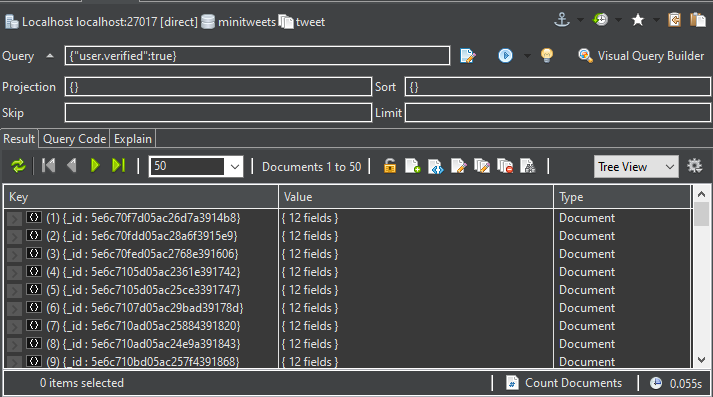 Localhost localhost:27017 [direct] minitweets tweet
Query {"user.verified":true} Visual Query Builder
Projection {} Sort {}
Skip Limit
Result Query Code Explain
50 Documents 1 to 50 Tree View
Key Value Type
(1) {_id : 5e6c70f7d05ac26d7a3914b8} { 12 fields } Document
(2) {_id : 5e6c70fdd05ac28a6f3915e9} { 12 fields } Document
(3) {_id : 5e6c70fed05ac2768e391606} { 12 fields } Document
(4) {_id : 5e6c7105d05ac2361e391742} { 12 fields } Document
(5) {_id : 5e6c7105d05ac25ce3391747} { 12 fields } Document
(6) {_id : 5e6c7107d05ac29bad39178d} { 12 fields } Document
(7) {_id : 5e6c710ad05ac25884391820} { 12 fields } Document
(8) {_id : 5e6c710ad05ac24e9a391843} { 12 fields } Document
(9) {_id : 5e6c710bd05ac257f4391868} { 12 fields } Document
0 items selected Count Documents 0.055s